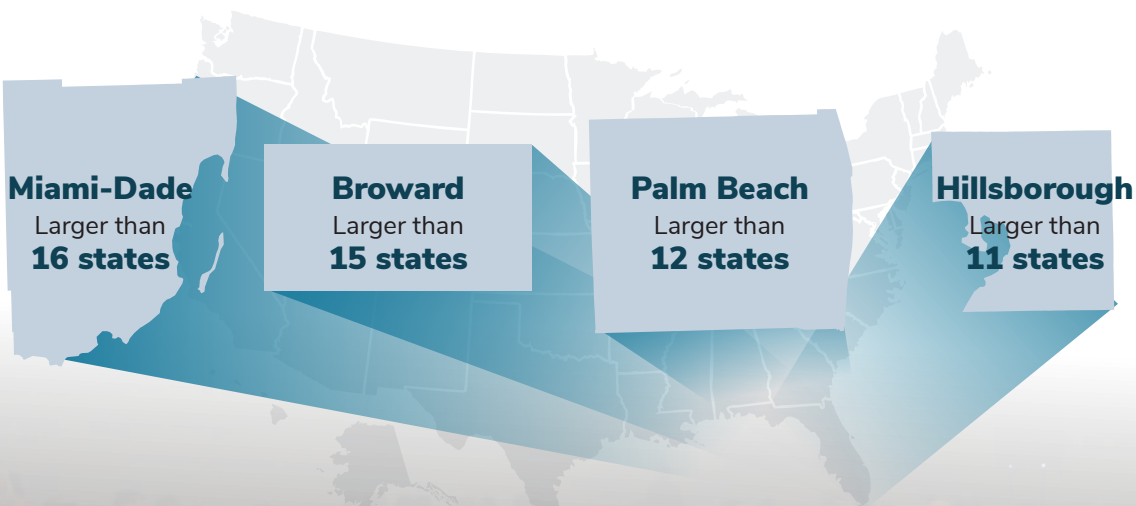 Miami-Dade
Larger than
16 states
Broward
Larger than
15 states
Palm Beach
Larger than
12 states
Hillsborough
Larger than
11 states